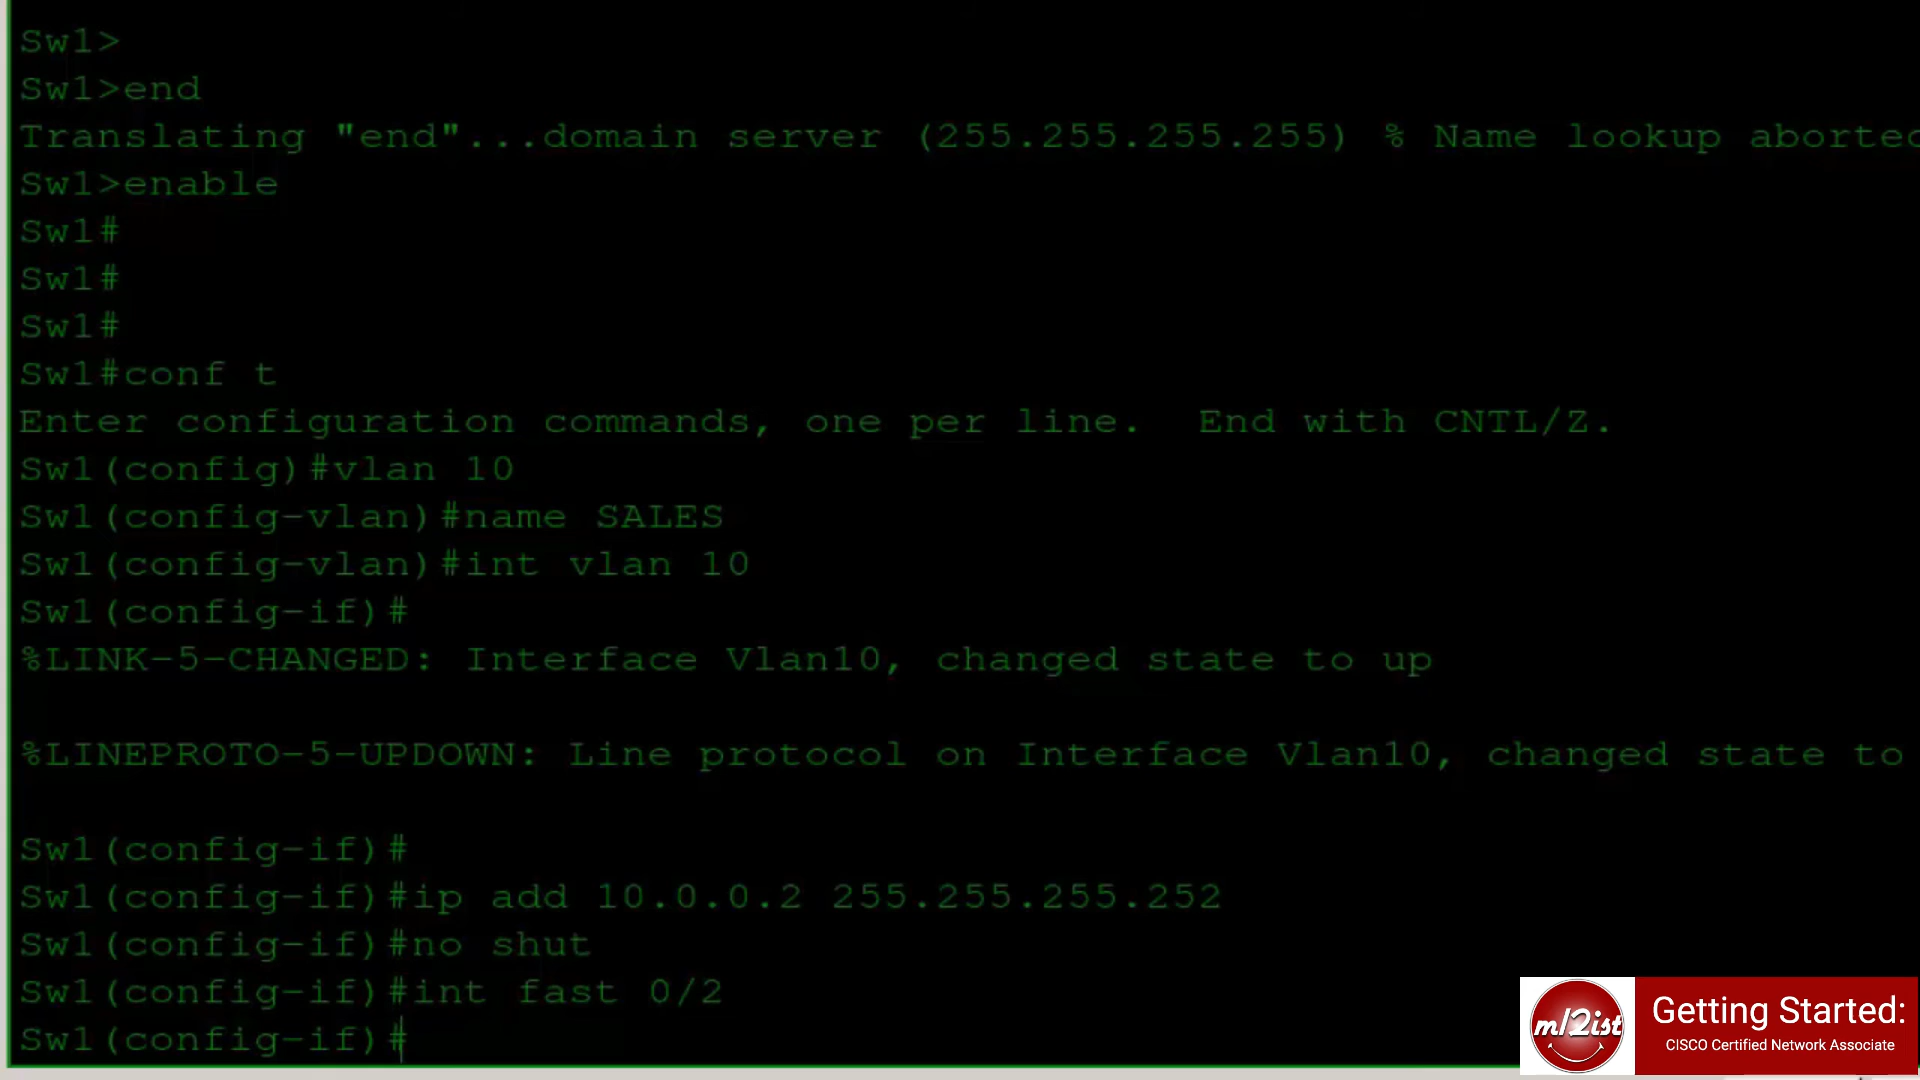 Sw1>
Sw1>end
Translating "end"...domain server (255.255.255.255) % Name lookup aborted
Sw1>enable
Sw1#
Sw1#
Sw1#
Sw1#conf t
Enter configuration commands, one per line.  End with CNTL/Z.
Sw1(config)#vlan 10
Sw1(config-vlan)#name SALES
Sw1(config-vlan)#int vlan 10
Sw1(config-if)#
%LINK-5-CHANGED: Interface Vlan10, changed state to up
%LINEPROTO-5-UPDOWN: Line protocol on Interface Vlan10, changed state to
Sw1(config-if)#
Sw1(config-if)#ip add 10.0.0.2 255.255.255.252
Sw1(config-if)#no shut
Sw1(config-if)#int fast 0/2
Sw1(config-if)#
ml2ist
Getting Started:
CISCO Certified Network Associate